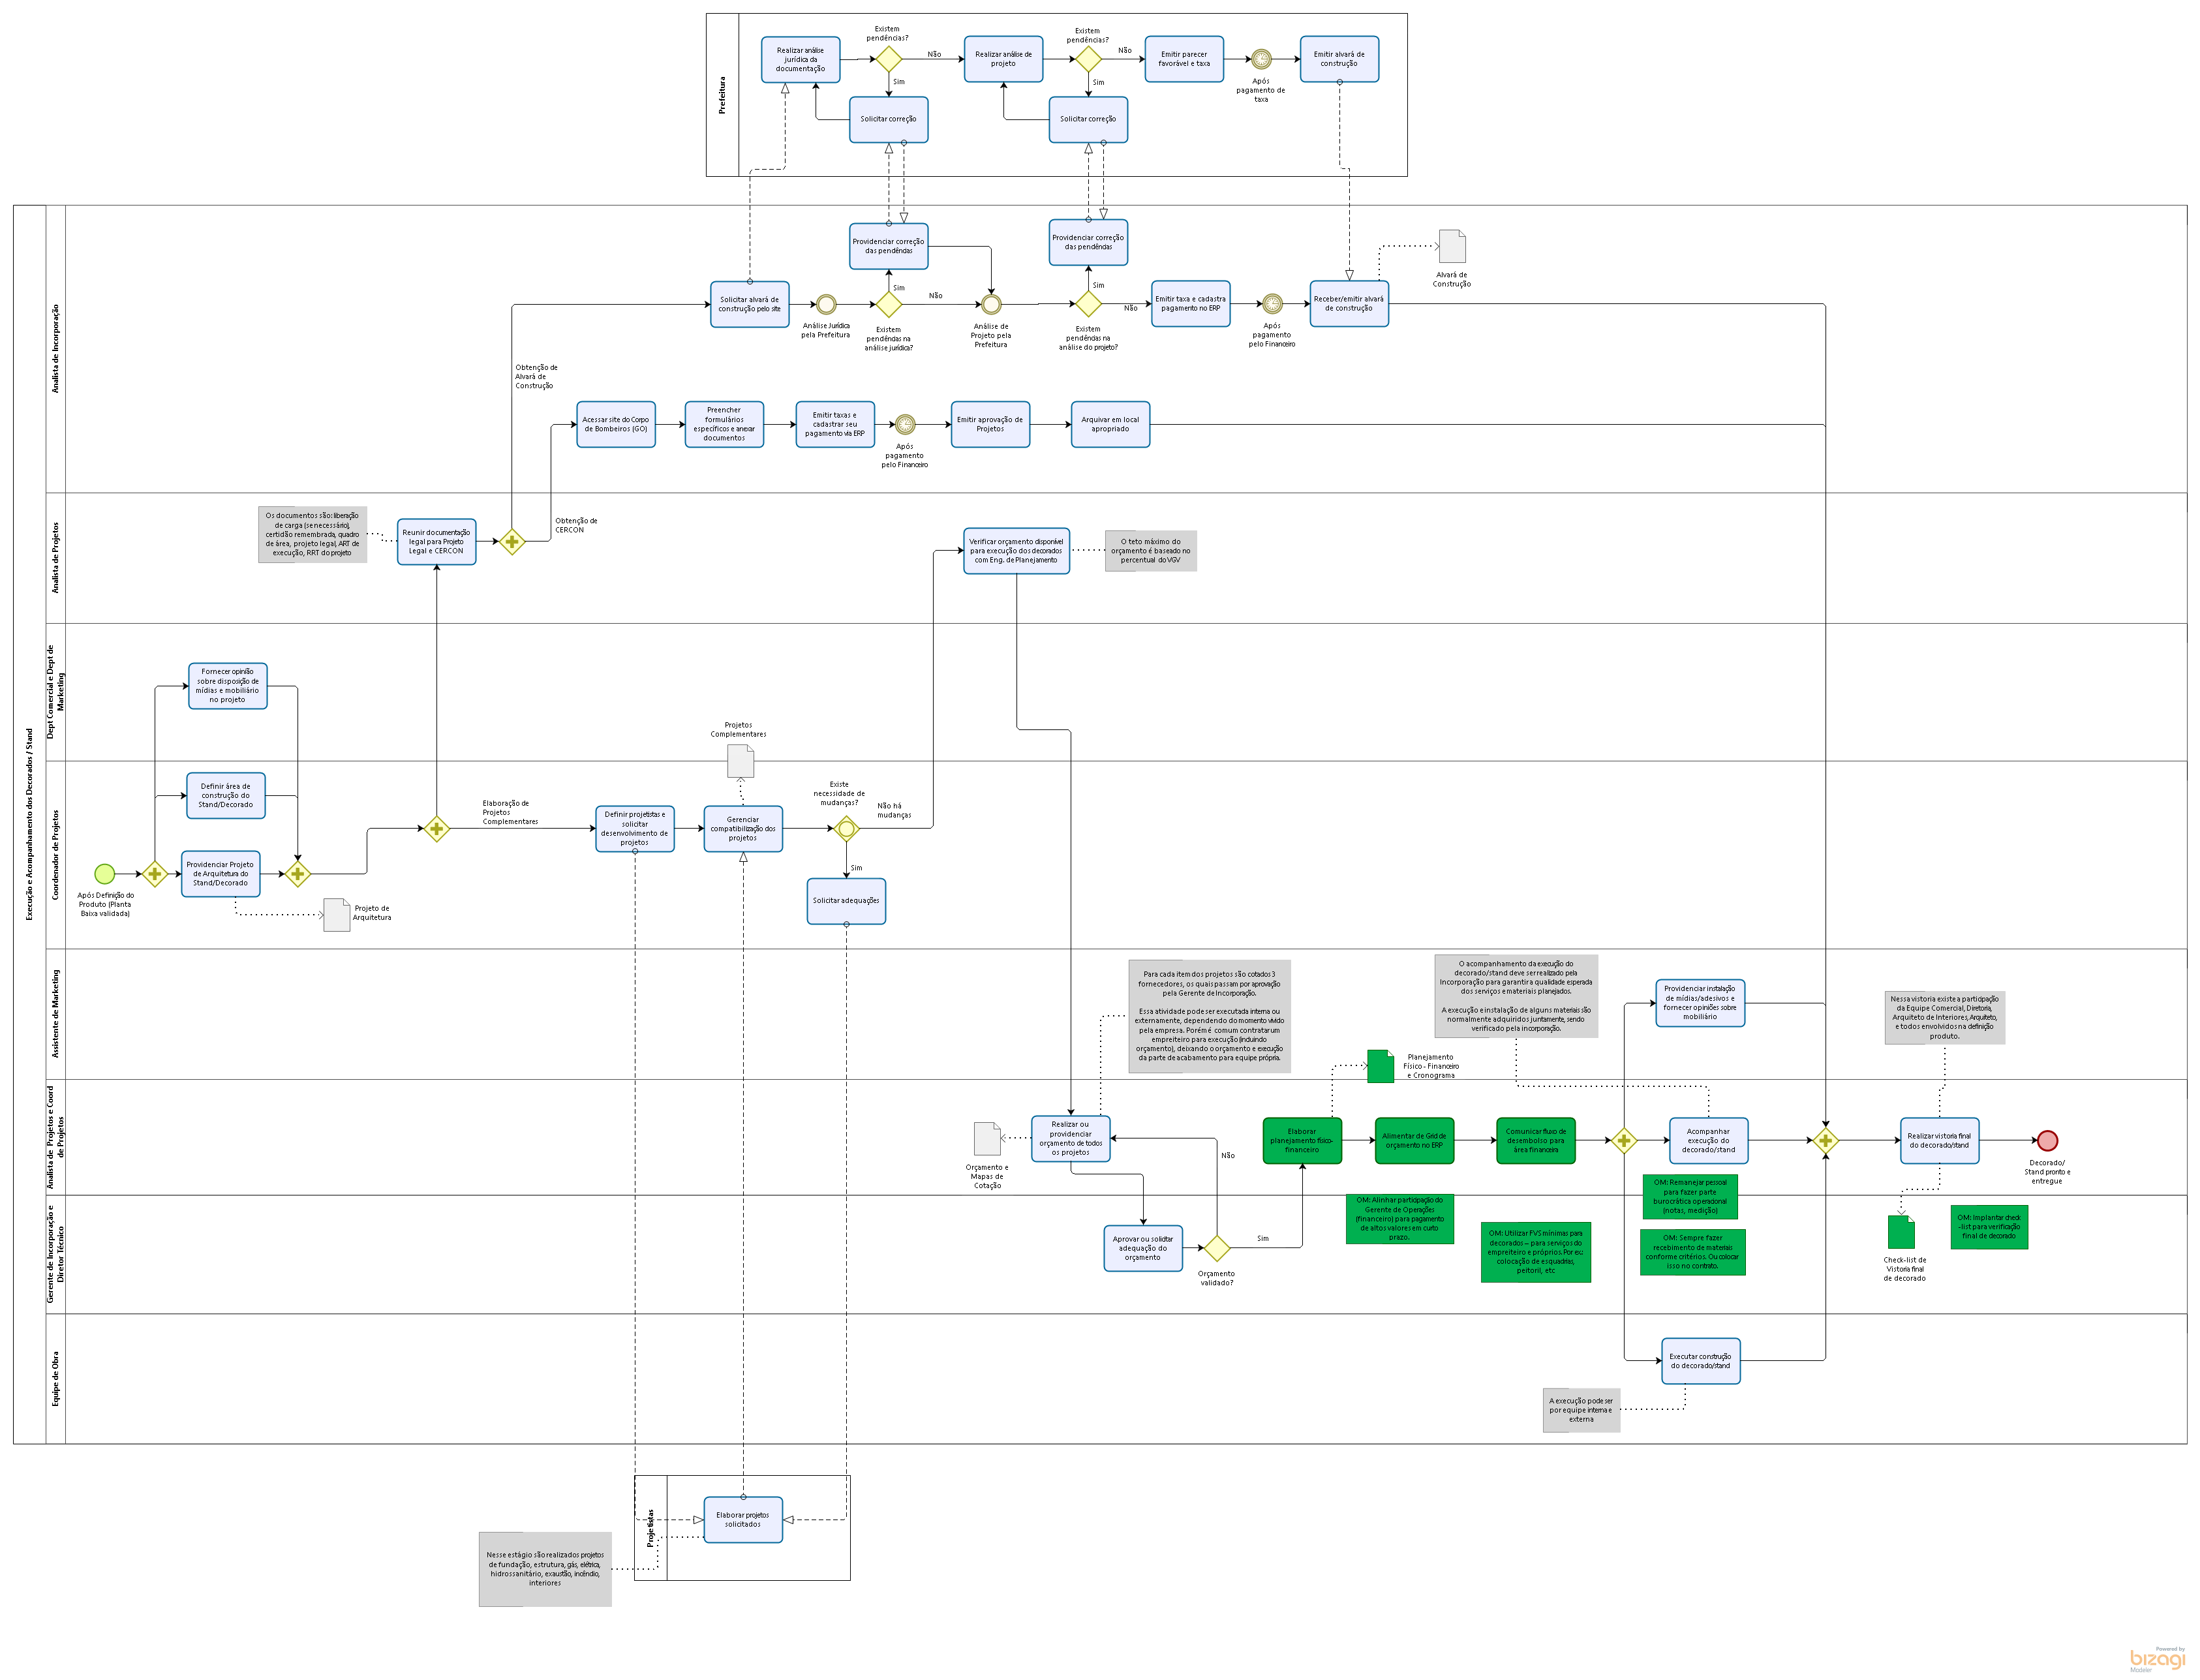 Prefeitura
Realizar análise
jurídica da
documentação
Existem
pendências?
Não
Sim
Solicitar correção
Realizar análise de
projeto
Existem
pendências?
Não
Sim
Solicitar correção
Emitir parecer
favorável e taxa
Após
pagamento de
taxa
Emitir alvará de
construção
Execução e Acompanhamento dos Decorados / Stand
Analista de Incorporação
Obtenção de
Alvará de
Construção
Solicitar alvará de
construção pelo site
Análise Jurídica
pela Prefeitura
Providenciar correção
das pendências
Sim
Não
Existem
pendências na
análise jurídica?
Análise de
Projeto pela
Prefeitura
Providenciar correção
das pendências
Sim
Não
Existem
pendências na
análise do projeto?
Emitir taxa e cadastra
pagamento no ERP
Após
pagamento
pelo Financeiro
Receber/emitir alvará
de construção
Alvará de
Construção
Acessar site do Corpo
de Bombeiros (GO)
Preencher
formulários
específicos e anexar
documentos
Emitir taxas e
cadastrar seu
pagamento via ERP
Após
pagamento
pelo Financeiro
Emitir aprovação de
Projetos
Arquivar em local
apropriado
Analista de Projetos
Os documentos são: liberação
de carga (se necessário),
certidão remembrada, quadro
de área, projeto legal, ART de
execução, RRT do projeto
Reunir documentação
legal para Projeto
Legal e CERCON
Obtenção de
CERCON
Verificar orçamento disponível
para execução dos decorados
com Eng. de Planejamento
O teto máximo do
orçamento é baseado no
percentual do VGV
Dept Comercial e Dept de
Marketing
Fornecer opinião
sobre disposição de
mídias e mobiliário
no projeto
Coordenador de Projetos
Após Definição do
Produto (Planta
Baixa validada)
Definir área de
construção do
Stand/Decorado
Providenciar Projeto
de Arquitetura do
Stand/Decorado
Projeto de
Arquitetura
Elaboração de
Projetos
Complementares
Definir projetistas e
solicitar
desenvolvimento de
projetos
Projetos
Complementares
Gerenciar
compatibilização dos
projetos
Existe
necessidade de
mudanças?
Não há
mudanças
Sim
Solicitar adequações
Assistente de Marketing
Para cada item dos projetos são cotados 3
fornecedores, os quais passam por aprovação
pela Gerente de Incorporação.
Essa atividade pode ser executada interna ou
externamente, dependendo do momento vivido
pela empresa. Porém é comum contratar um
empreiteiro para execução (incluindo
orçamento), deixando o orçamento e execução
da parte de acabamento para equipe própria.
O acompanhamento da execução do
decorado/stand deve ser realizado pela
Incorporação para garantir a qualidade esperada
dos serviços e materiais planejados.
A execução e instalação de alguns materiais são
normalmente adquiridos juntamente, sendo
verificado pela incorporação.
Providenciar instalação
de mídias/adesivos e
fornecer opiniões sobre
mobiliário
Nessa vistoria existe a participação
da Equipe Comercial, Diretoria,
Arquiteto de Interiores, Arquiteto,
e todos envolvidos na definição
produto.
Planejamento
Físico - Financeiro
e Cronograma
Analista de Projetos e Coord
de Projetos
Orçamento e
Mapas de
Cotação
Realizar ou
providenciar
orçamento de todos
os projetos
Não
Elaborar
planejamento físico-
financeiro
Alimentar de Grid de
orçamento no ERP
Comunicar fluxo de
desembolso para
área financeira
Acompanhar
execução do
decorado/stand
Realizar vistoria final
do decorado/stand
Decorado/
Stand pronto e
entregue
OM: Remanejar pessoal
para fazer parte
burocrática operacional
(notas, medição)
Gerente de Incorporação e
Diretor Técnico
Aprovar ou solicitar
adequação do
orçamento
Orçamento
validado?
Sim
OM: Alinhar participação do
Gerente de Operações
(financeiro) para pagamento
de altos valores em curto
prazo.
OM: Utilizar FVS mínimas para
decorados – para serviços do
empreiteiro e próprios. Por ex:
colocação de esquadrias,
peitoril, etc
OM: Sempre fazer
recebimento de materiais
conforme critérios. Ou colocar
isso no contrato.
Check-list de
Vistoria final
de decorado
OM: Implantar check
-list para verificação
final de decorado
Equipe de Obra
Executar construção
do decorado/stand
A execução pode ser
por equipe interna e
externa
Projetistas
Elaborar projetos
solicitados
Nesse estágio são realizados projetos
de fundação, estrutura, gás, elétrica,
hidrossanitário, exaustão, incêndio,
interiores
Powered by
bizagi
Modeler